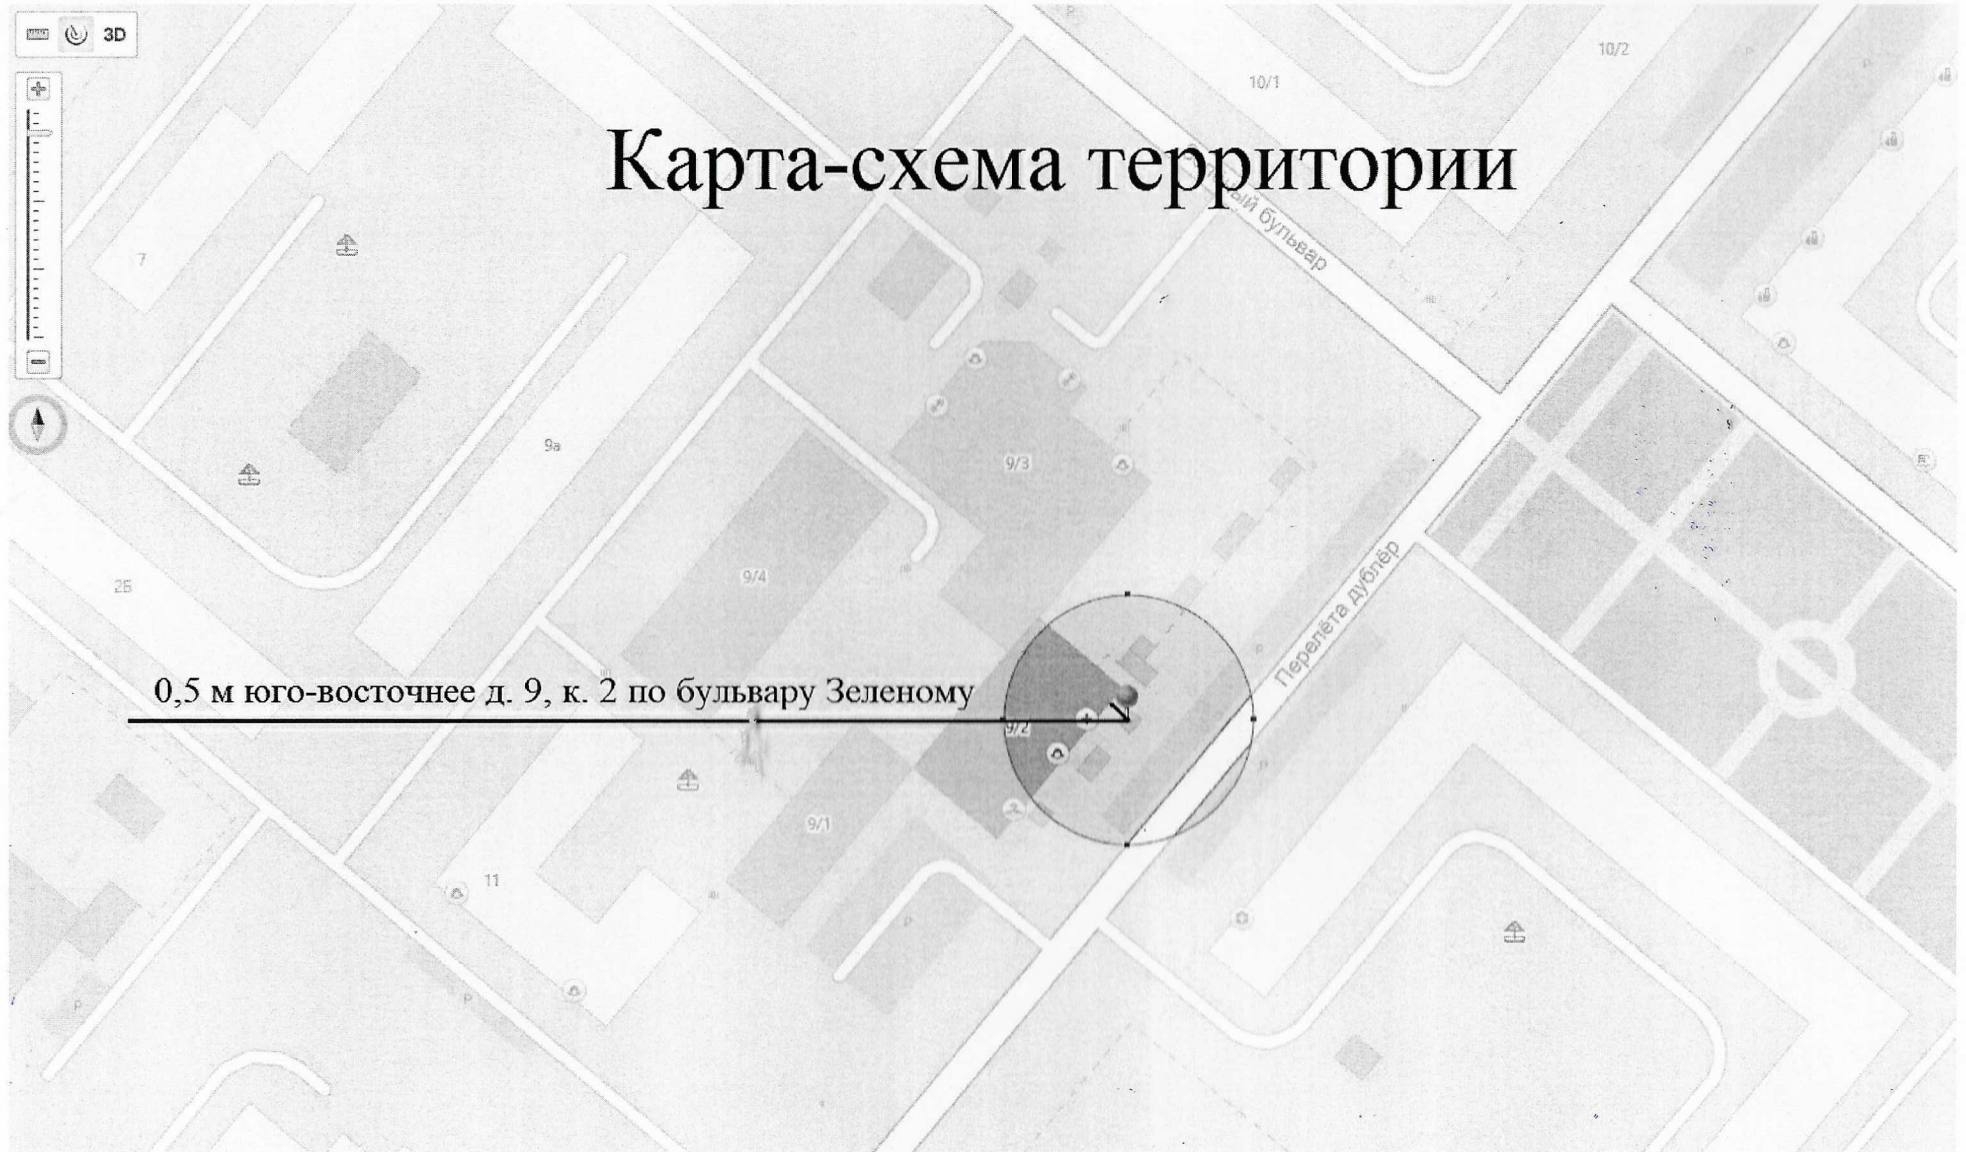 3D
10/2
10/1
Карта-схема территории
бульвар
7
9а
9/3
9/4
2Б
Перелёта дублёр
0,5 м юго-восточнее д. 9, к. 2 по бульвару Зеленому
9/2
9/1
11
P
P
P
P
P